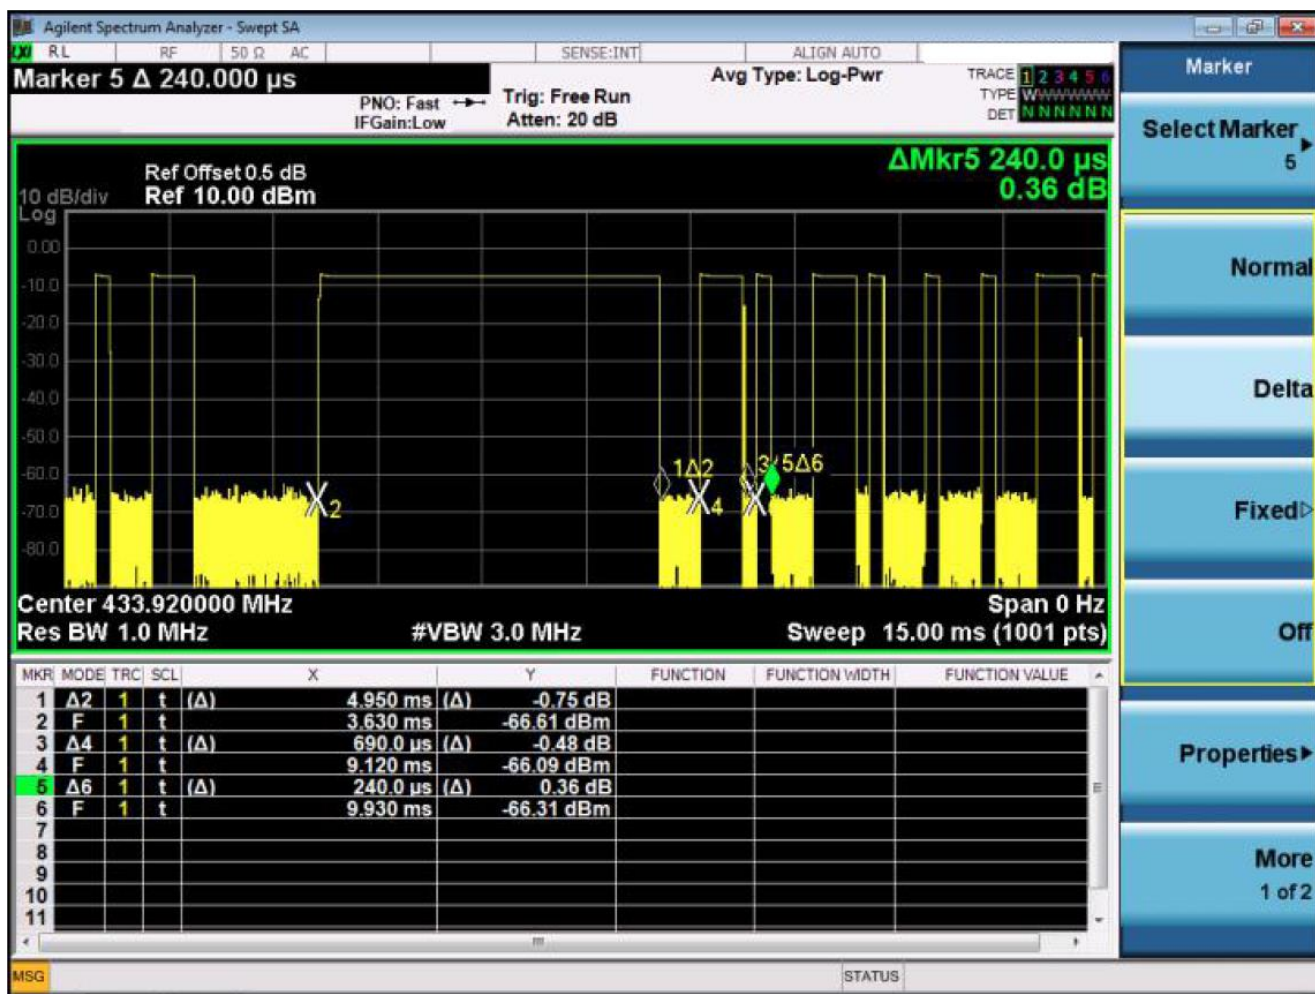 Agilent Spectrum Analyzer - Swept SA
RL RF 50 Ω AC SENSE:INT ALIGN AUTO
Marker 5 Δ 240.000 µs
PNO: Fast
IFGain:Low
Trig: Free Run
Atten: 20 dB
Avg Type: Log-Pwr
TRACE 1 2 3 4 5 6
TYPE WWWWWW
DET N N N N N N
ΔMkr5 240.0 µs
0.36 dB
Ref Offset 0.5 dB
10 dB/div Ref 10.00 dBm
Log
0.00
-10.0
-20.0
-30.0
-40.0
-50.0
-60.0
-70.0
-80.0
1Δ2 5Δ6
2 4
Center 433.920000 MHz Span 0 Hz
Res BW 1.0 MHz #VBW 3.0 MHz Sweep 15.00 ms (1001 pts)
MKR MODE TRC SCL X Y FUNCTION FUNCTION WIDTH FUNCTION VALUE
1 Δ2 1 t (Δ) 4.950 ms (Δ) -0.75 dB
2 F 1 t 3.630 ms -66.61 dBm
3 Δ4 1 t (Δ) 690.0 µs (Δ) -0.48 dB
4 F 1 t 9.120 ms -66.09 dBm
5 Δ6 1 t (Δ) 240.0 µs (Δ) 0.36 dB
6 F 1 t 9.930 ms -66.31 dBm
7
8
9
10
11
MSG STATUS
Marker
Select Marker
5
Normal
Delta
Fixed
Off
Properties
More
1 of 2